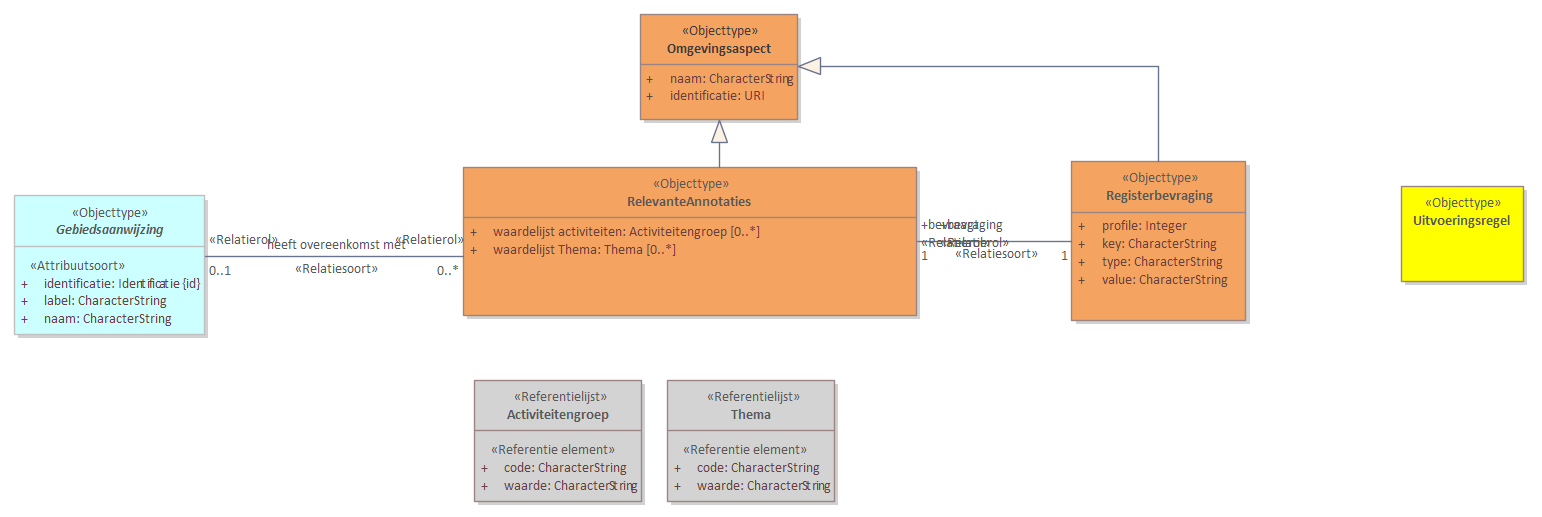 «Objecttype»
Omgevingsaspect
+ naam: CharacterString
+ identificatie: URI
«Objecttype»
Gebiedsaanwijzing
«Attribuutsoort»
+ identificatie: Identificatie {id}
+ label: CharacterString
+ naam: CharacterString
«Relatierol»
heeft overeenkomst met
«Relatierol»
0..1
«Relatiesoort»
0..*
«Objecttype»
RelevanteAnnotaties
+ waardelijst activiteiten: Activiteitengroep [0..*]
+ waardelijst Thema: Thema [0..*]
«Relatierol»
1
«Relatiesoort»
1
«Objecttype»
Registerbevraging
+ profile: Integer
+ key: CharacterString
+ type: CharacterString
+ value: CharacterString
«Objecttype»
Uitvoeringsregel
«Referentielijst»
Activiteitengroep
«Referentie element»
+ code: CharacterString
+ waarde: CharacterString
«Referentielijst»
Thema
«Referentie element»
+ code: CharacterString
+ waarde: CharacterString